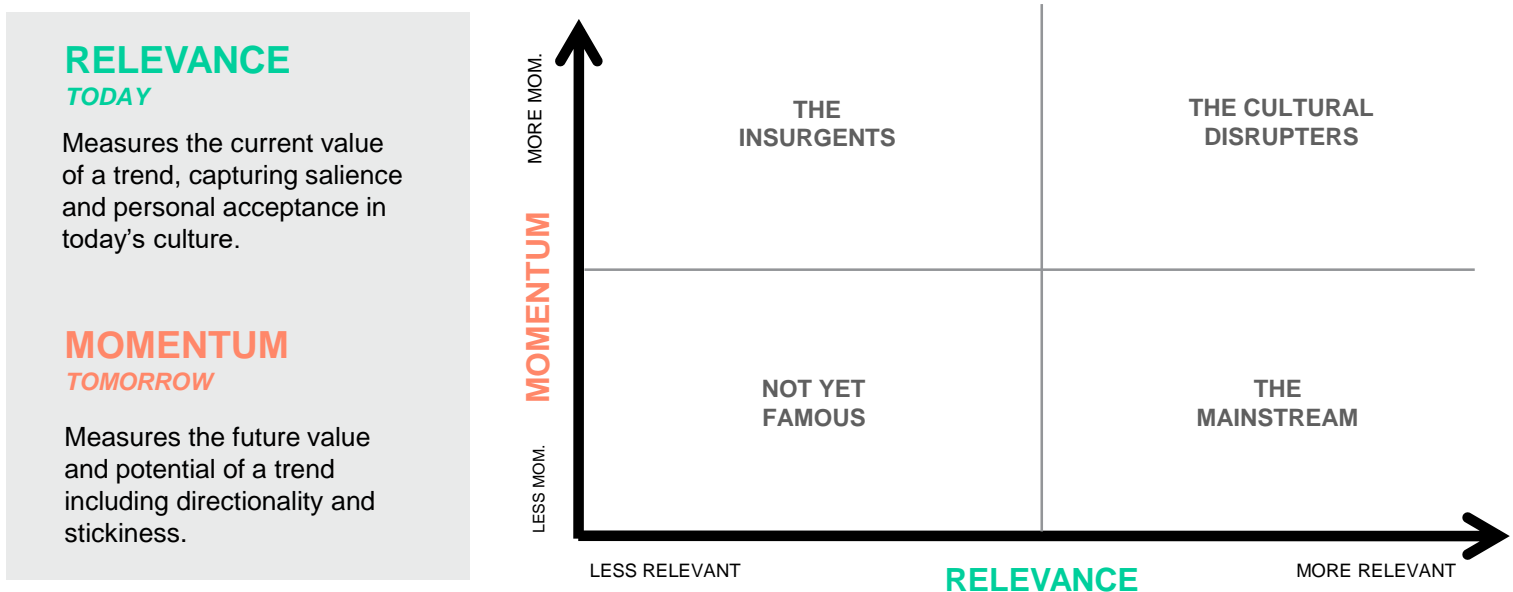 RELEVANCE
TODAY
Measures the current value
of a trend, capturing salience
and personal acceptance in
today’s culture.
MOMENTUM
TOMORROW
Measures the future value
and potential of a trend
including directionality and
stickiness.
MORE MOM.
MOMENTUM
LESS MOM.
THE
INSURGENTS
THE CULTURAL
DISRUPTERS
NOT YET
FAMOUS
THE
MAINSTREAM
LESS RELEVANT
RELEVANCE
MORE RELEVANT